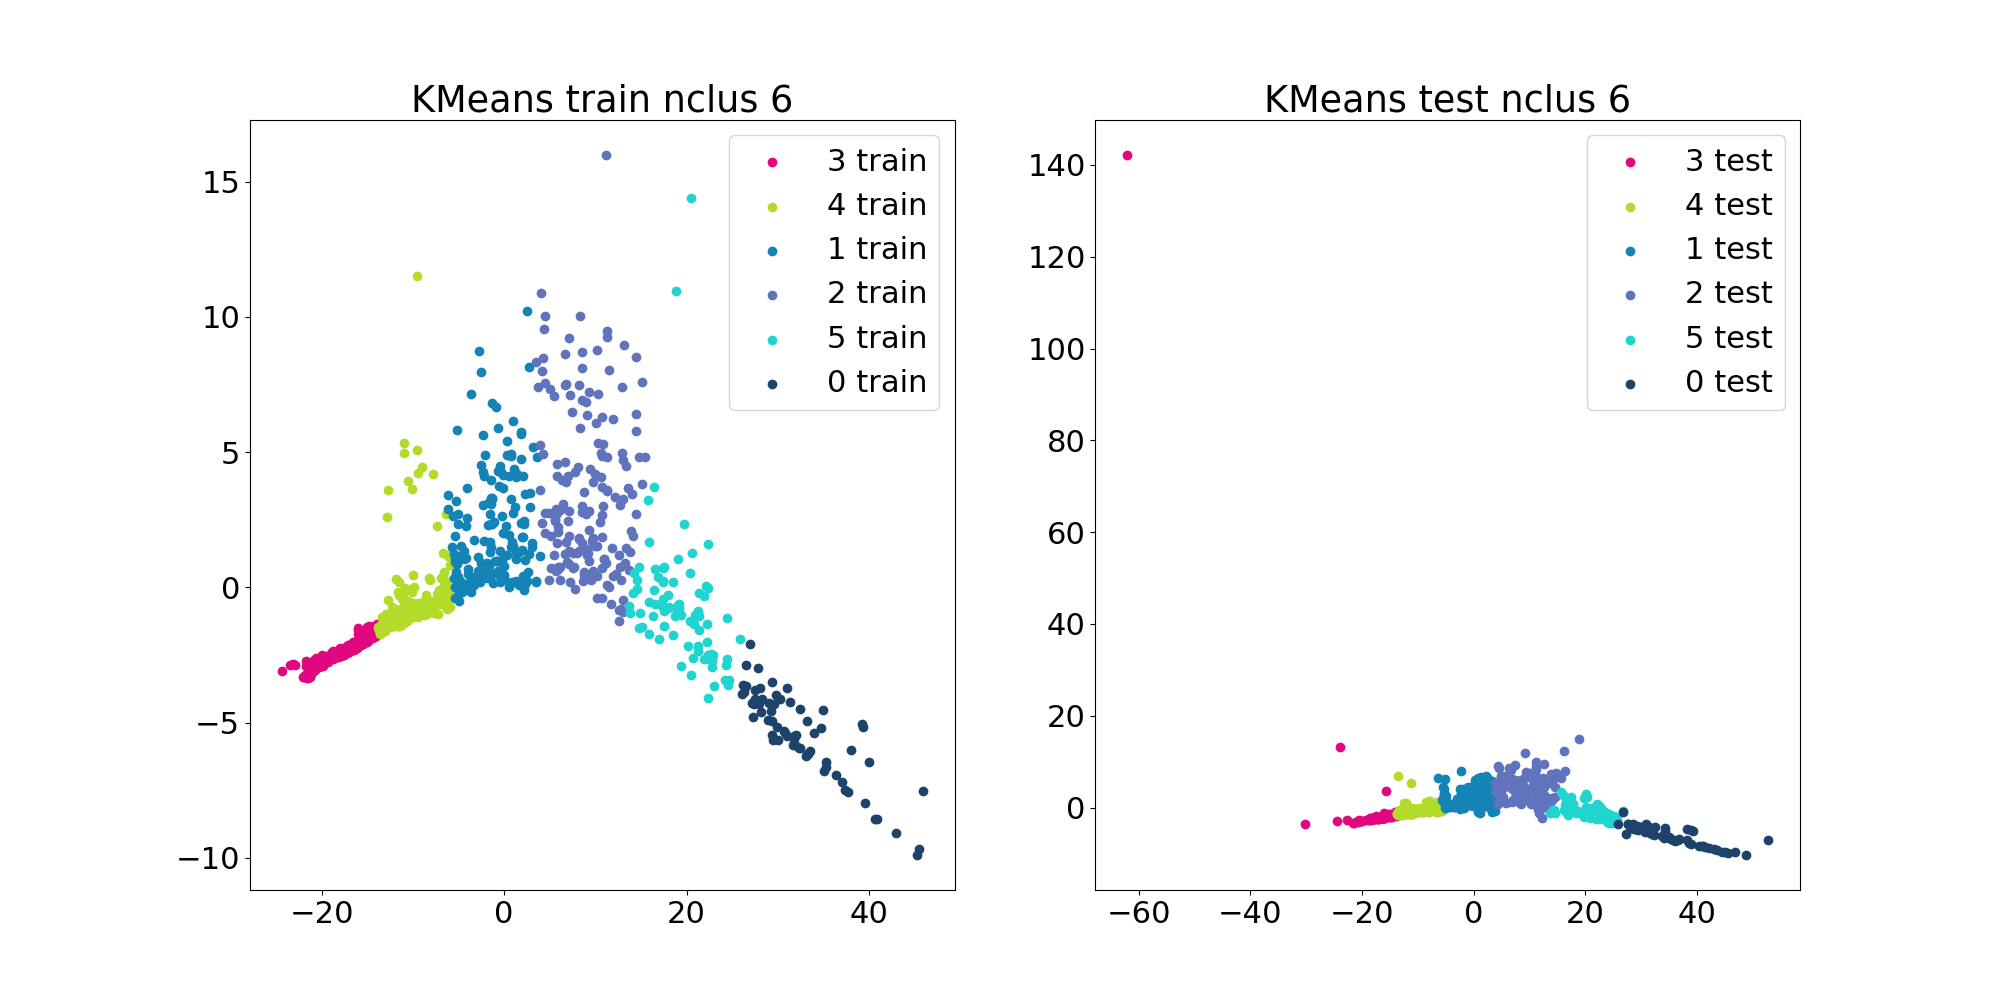 KMeans train nclus 6
15
10
5
0
−5
−10
−20
0
20
40
3 train
4 train
1 train
2 train
5 train
0 train
KMeans test nclus 6
140
120
100
80
60
40
20
0
−60
−40
−20
0
20
40
3 test
4 test
1 test
2 test
5 test
0 test